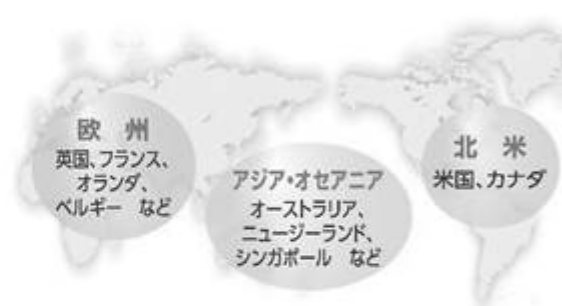 欧 州
英国、フランス、
オランダ、
ベルギー など
アジア・オセアニア
オーストラリア、
ニュージーランド、
シンガポール など
北 米
米国、カナダ